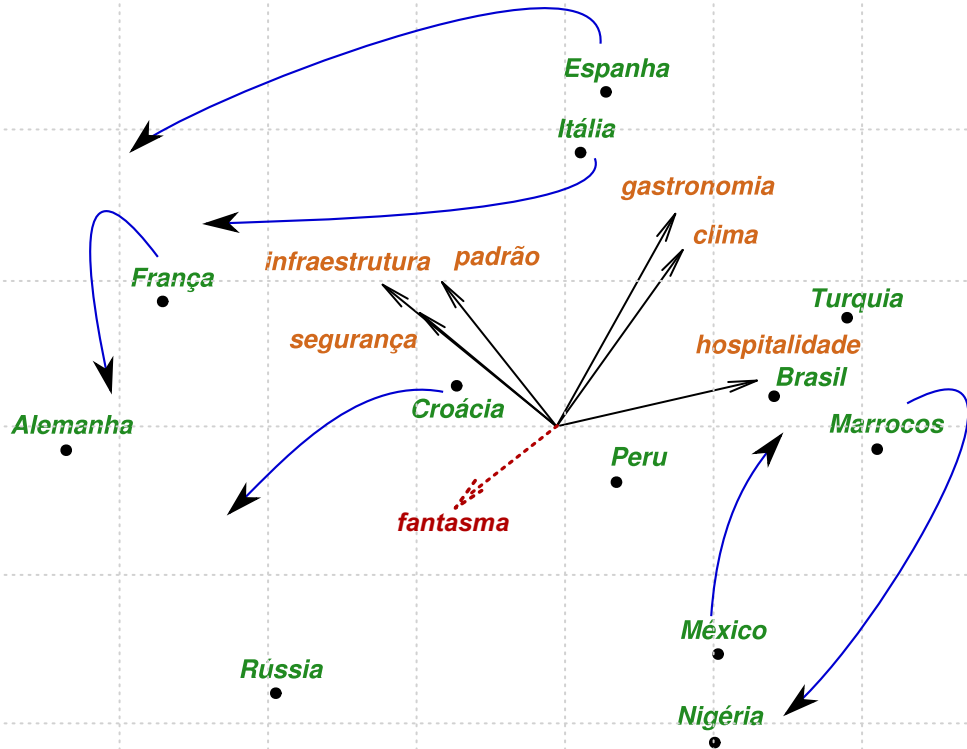 Espanha
Itália
gastronomia
clima
infraestrutura
padrão
França
Turquia
segurança
hospitalidade
Brasil
Croácia
Alemanha
Marrocos
Peru
fantasma
México
Rússia
Nigéria